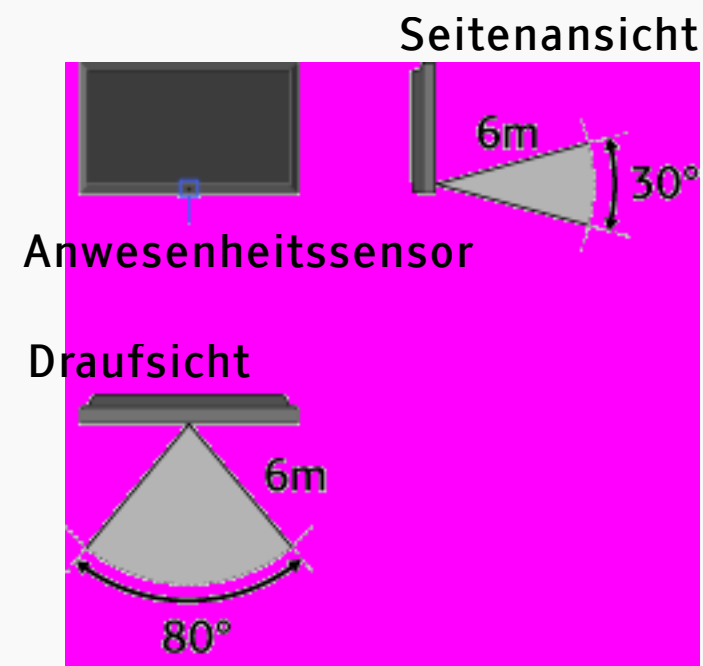 Seitenansicht
6m
30°
Anwesenheitssensor
Draufsicht
6m
80°